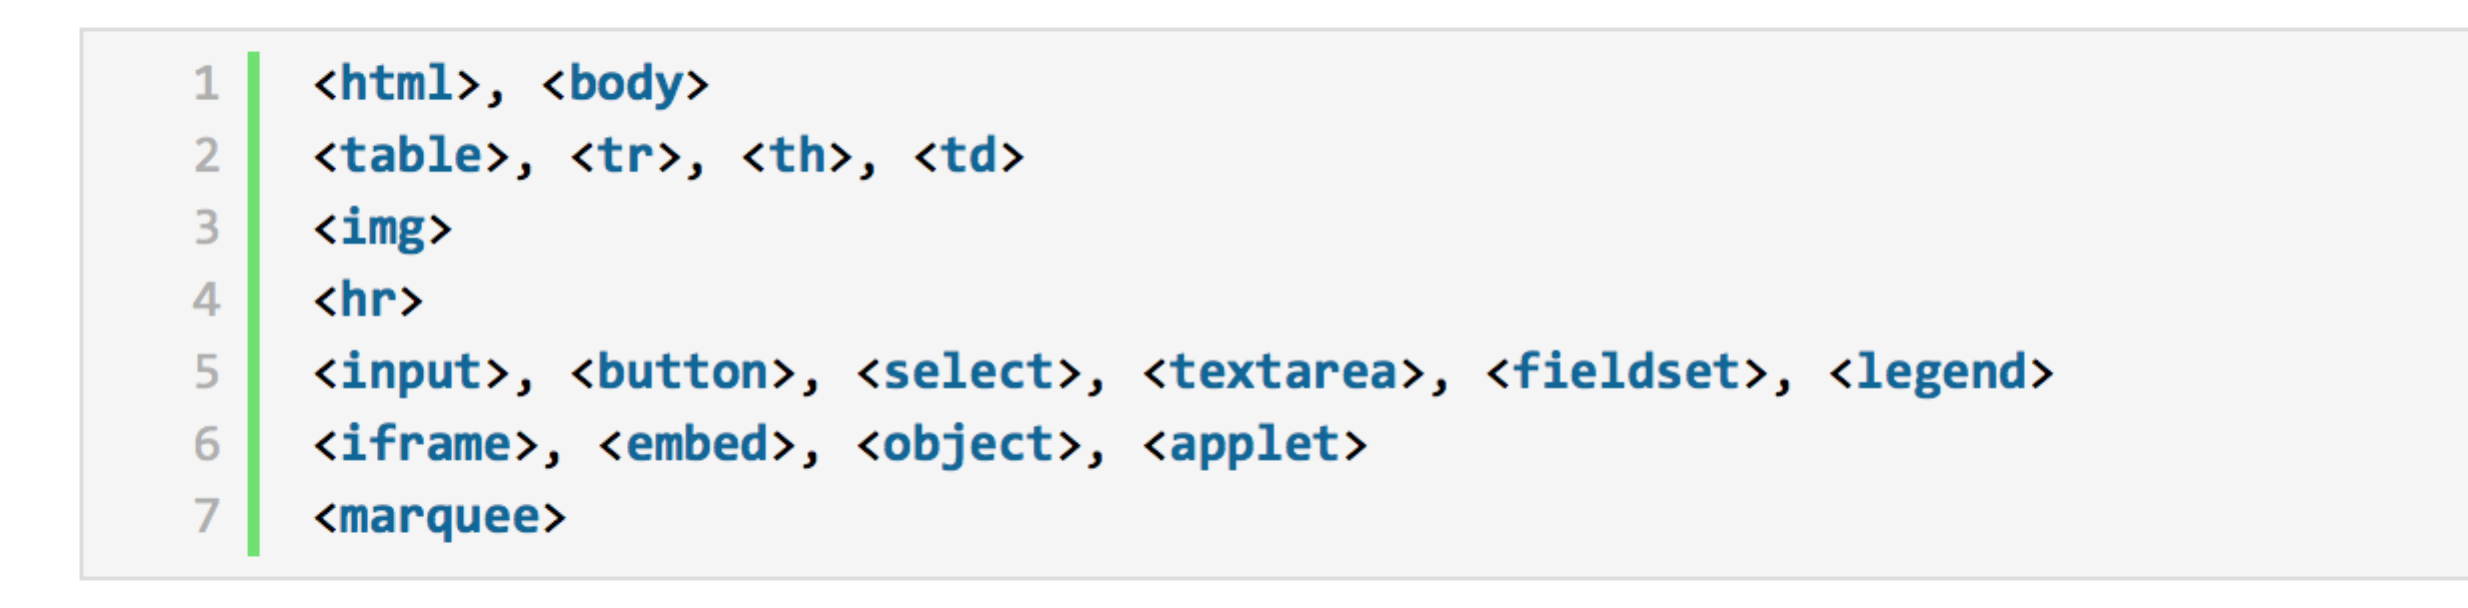 1 <html>, <body>
2 <table>, <tr>, <th>, <td>
3 <img>
4 <hr>
5 <input>, <button>, <select>, <textarea>, <fieldset>, <legend>
6 <iframe>, <embed>, <object>, <applet>
7 <marquee>